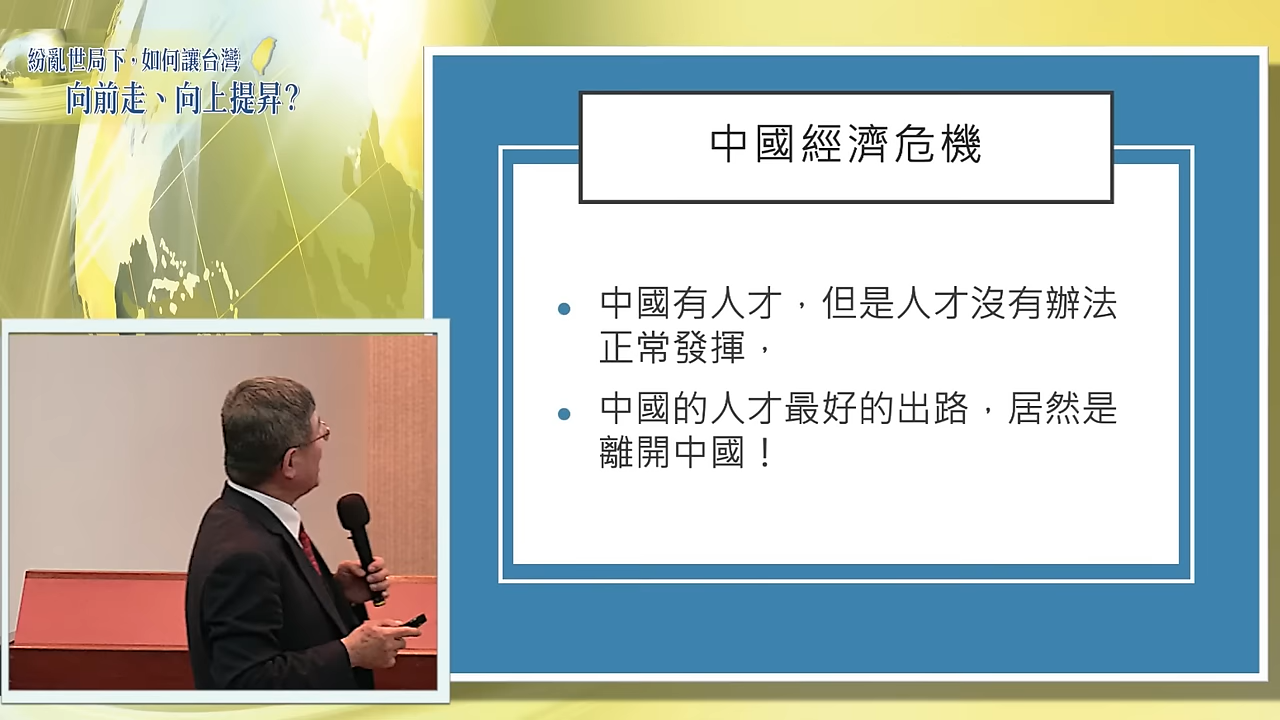 紛亂世局下，如何讓台灣
向前走、向上提昇？
中國經濟危機
• 中國有人才，但是人才沒有辦法
正常發揮，
• 中國的人才最好的出路，居然是
離開中國！